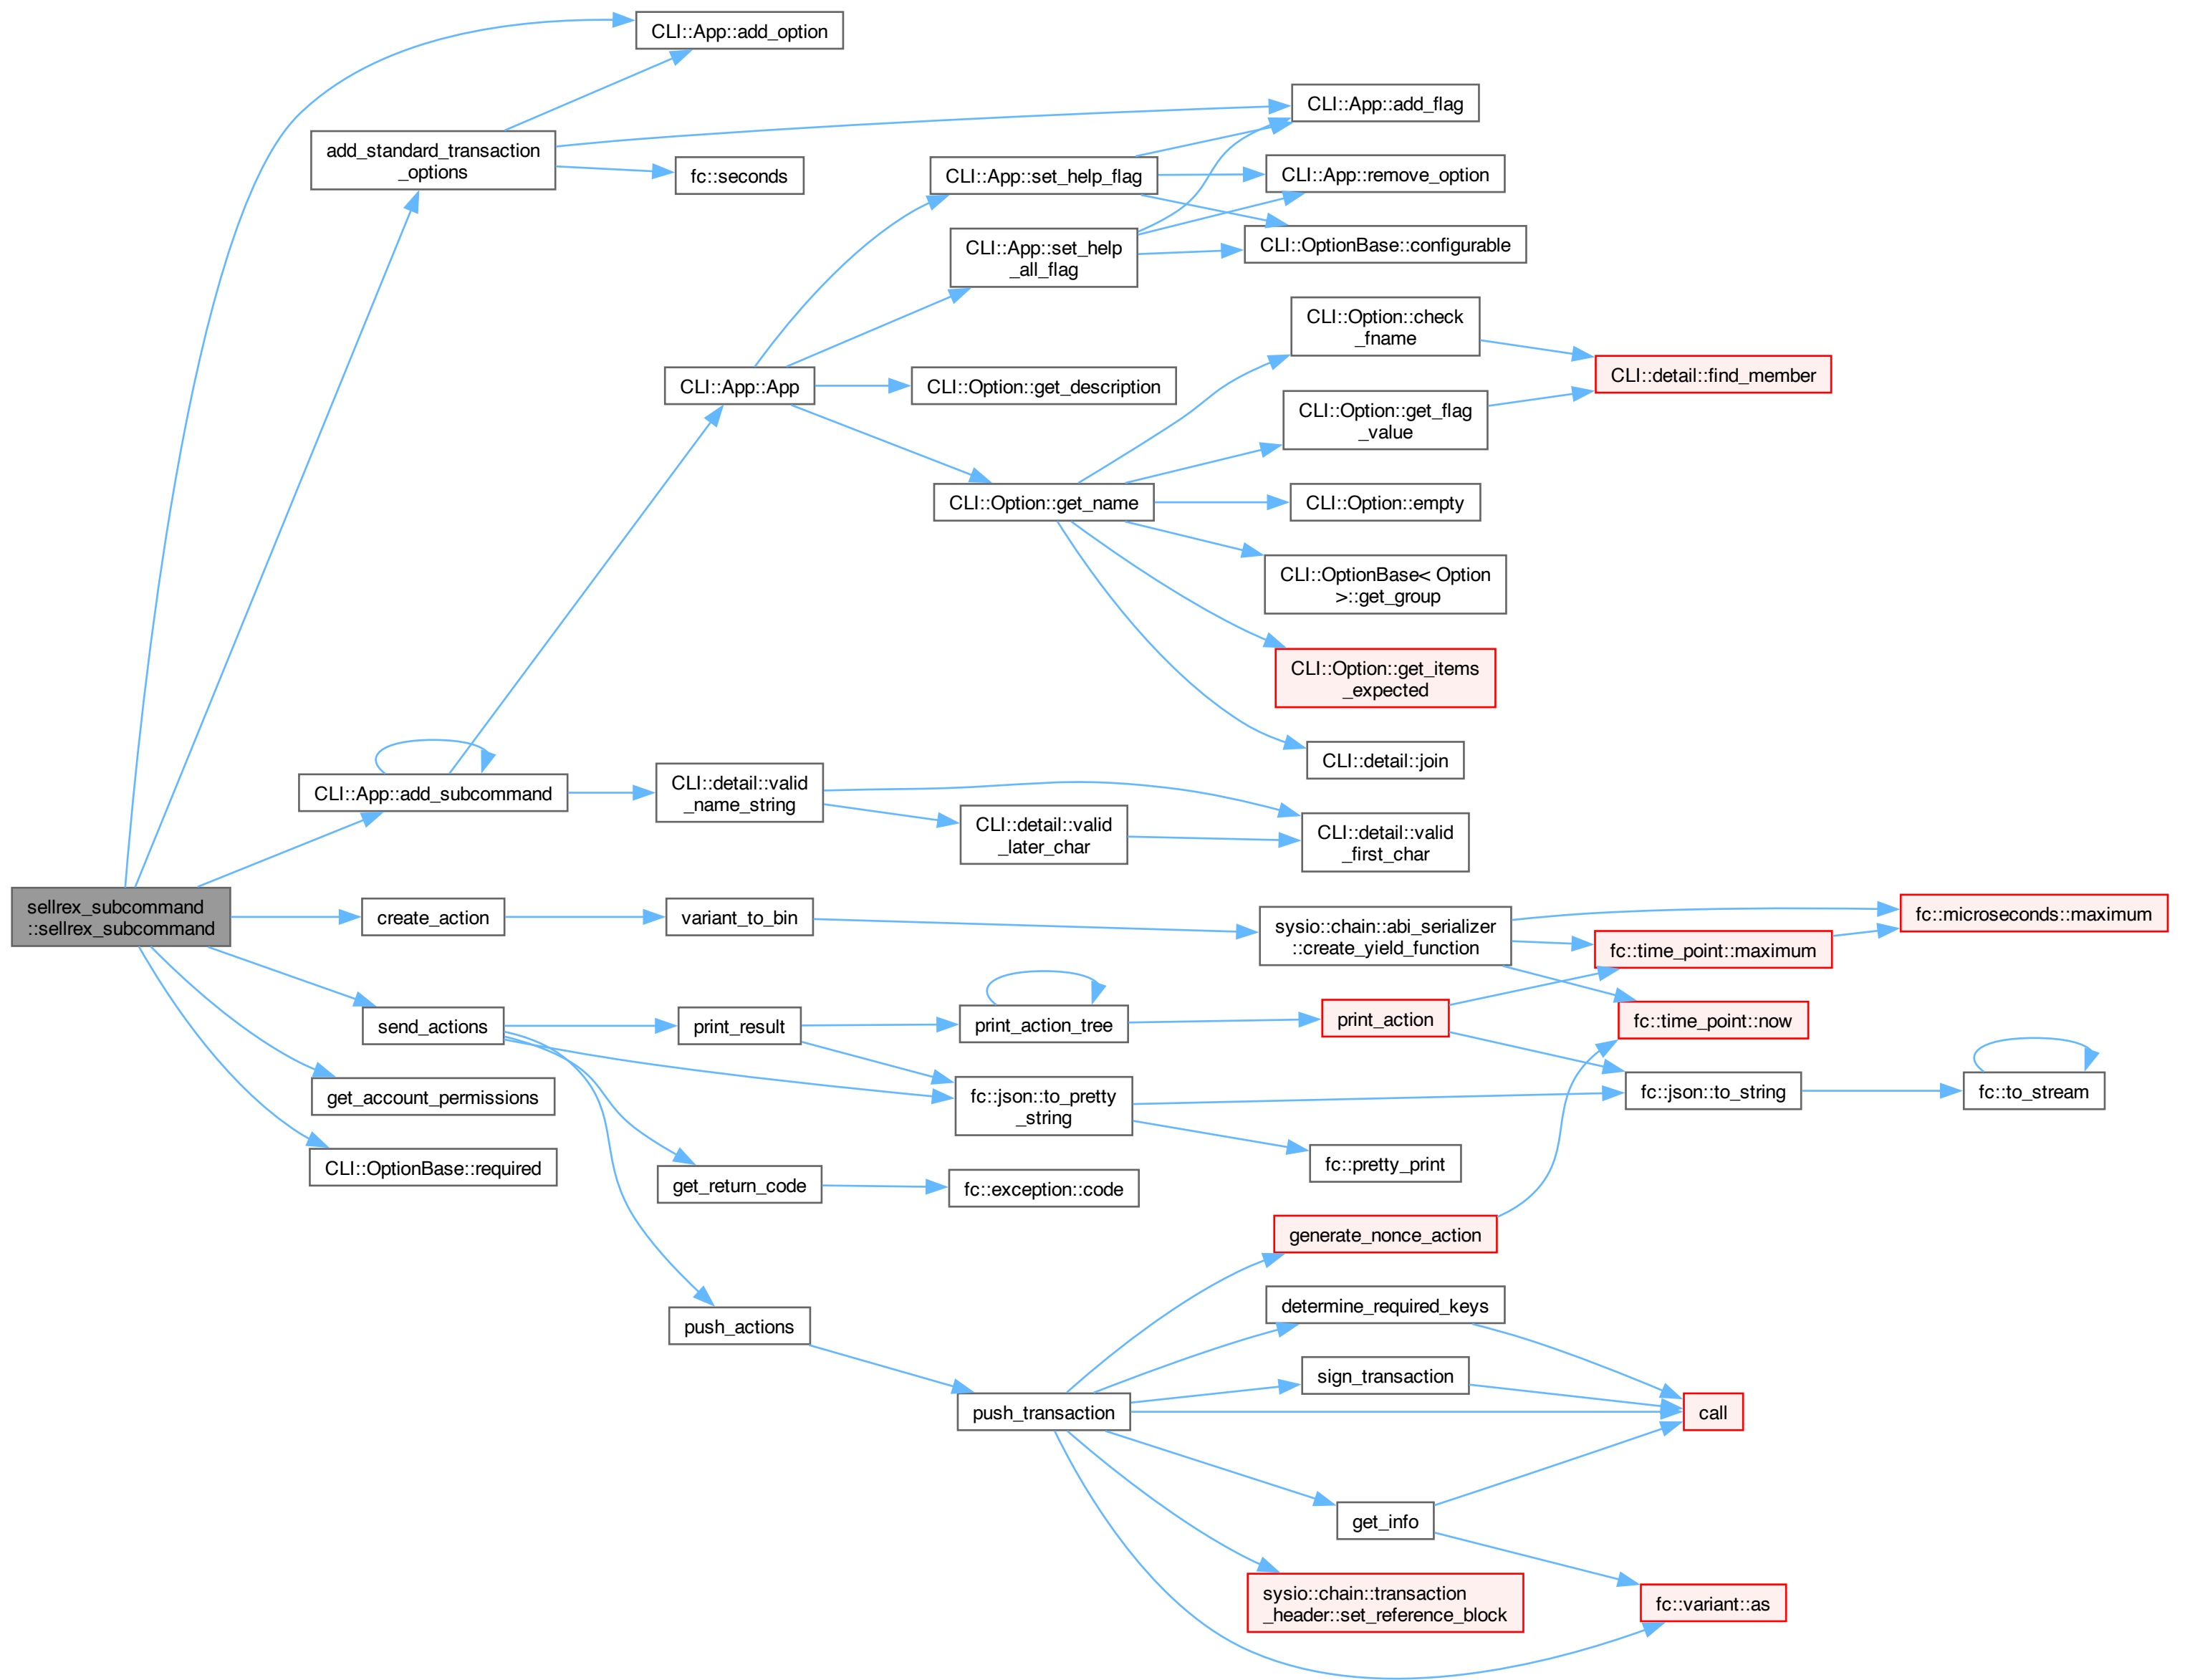 CLI::App::add_option
CLI::App::add_flag
add_standard_transaction
_options
fc::seconds
CLI::App::set_help_flag
CLI::App::remove_option
CLI::App::set_help
_all_flag
CLI::OptionBase::configurable
CLI::Option::check
_fname
CLI::App::App
CLI::Option::get_description
CLI::detail::find_member
CLI::Option::get_flag
_value
CLI::Option::get_name
CLI::Option::empty
CLI::OptionBase< Option
>::get_group
CLI::Option::get_items
_expected
CLI::detail::join
CLI::App::add_subcommand
CLI::detail::valid
_name_string
CLI::detail::valid
_later_char
CLI::detail::valid
_first_char
sellrex_subcommand
::sellrex_subcommand
create_action
variant_to_bin
sysio::chain::abi_serializer
::create_yield_function
fc::microseconds::maximum
fc::time_point::maximum
send_actions
print_result
print_action_tree
print_action
fc::time_point::now
get_account_permissions
fc::json::to_pretty
_string
fc::json::to_string
fc::to_stream
CLI::OptionBase::required
fc::pretty_print
get_return_code
fc::exception::code
generate_nonce_action
determine_required_keys
push_actions
sign_transaction
push_transaction
call
get_info
sysio::chain::transaction
_header::set_reference_block
fc::variant::as